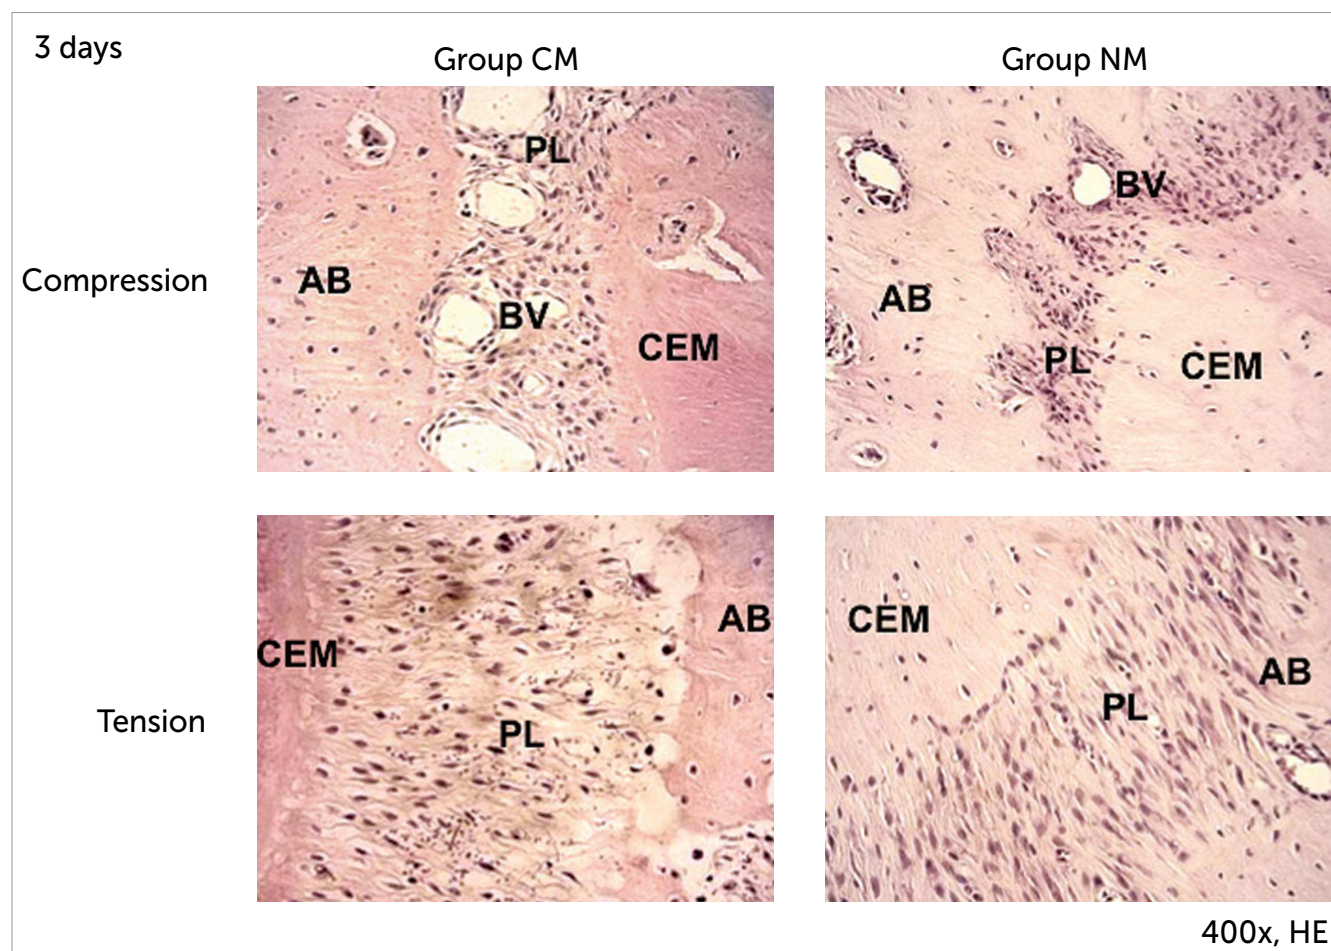 3 days
Group CM
Group NM
Compression
PL
AB
BV
CEM
BV
AB
PL
CEM
Tension
AB
CEM
PL
CEM
AB
PL
400x, HE